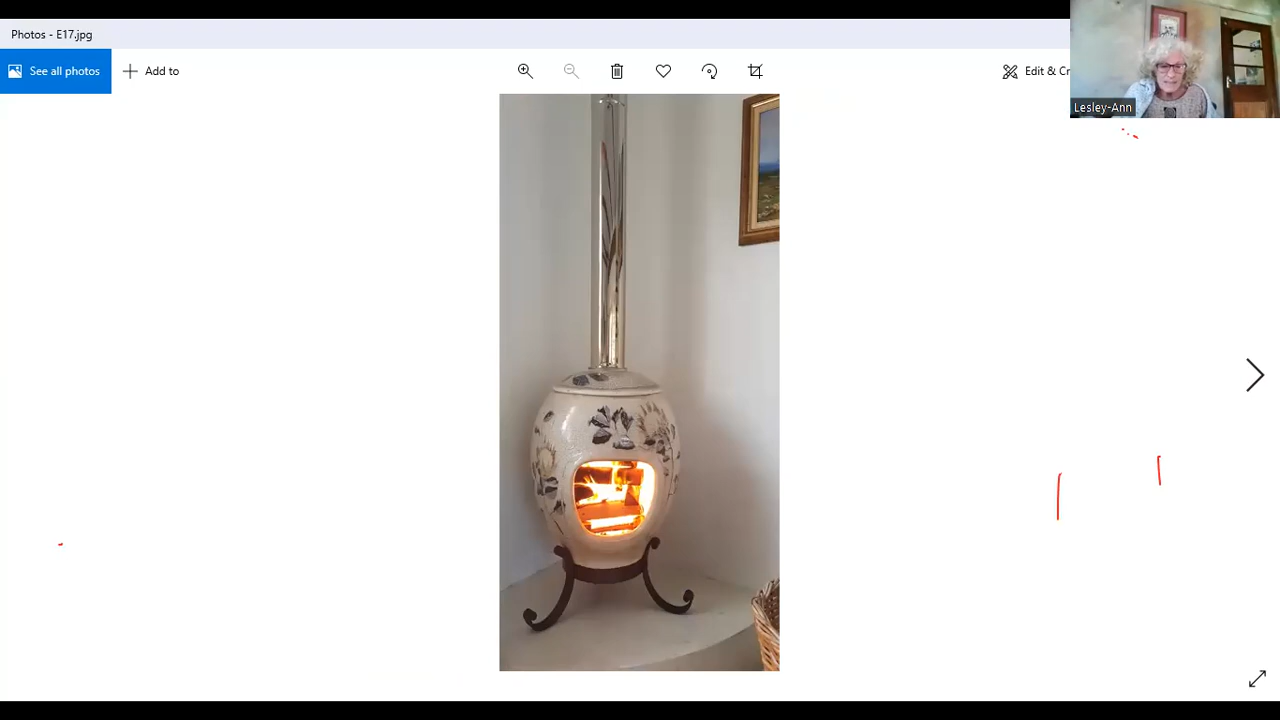 Photos - E17.jpg
See all photos
Add to
Edit & Cr
Lesley-Ann